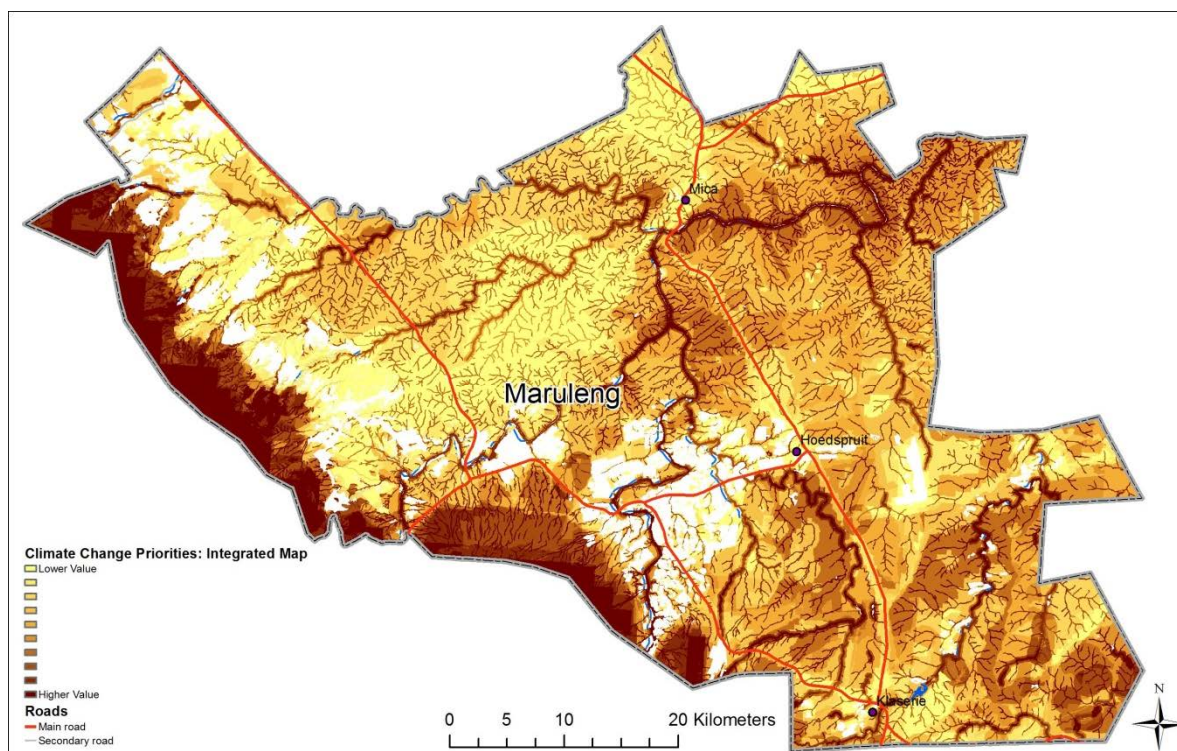 Mica
Maruleng
Hoedspruit
Climate Change Priorities: Integrated Map
Lower Value
Higher Value
Roads
Main road
Secondary road
0 5 10 20 Kilometers
Klaserie
N